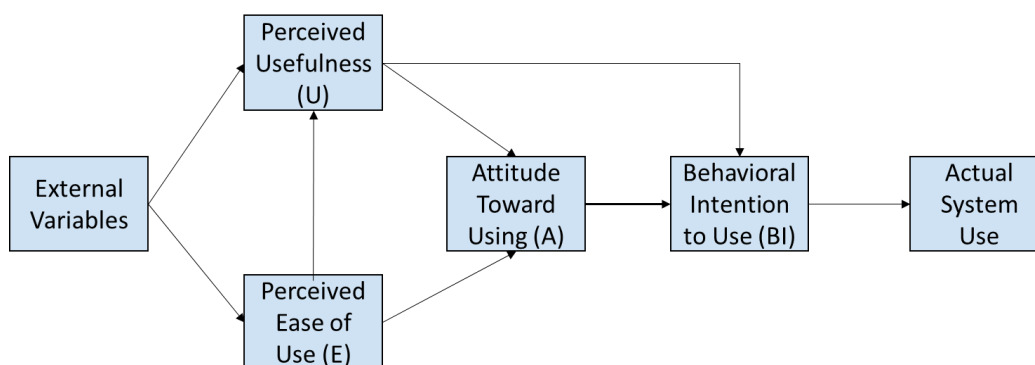 Perceived
Usefulness
(U)
External
Variables
Attitude
Toward
Using (A)
Behavioral
Intention
to Use (BI)
Actual
System
Use
Perceived
Ease of
Use (E)